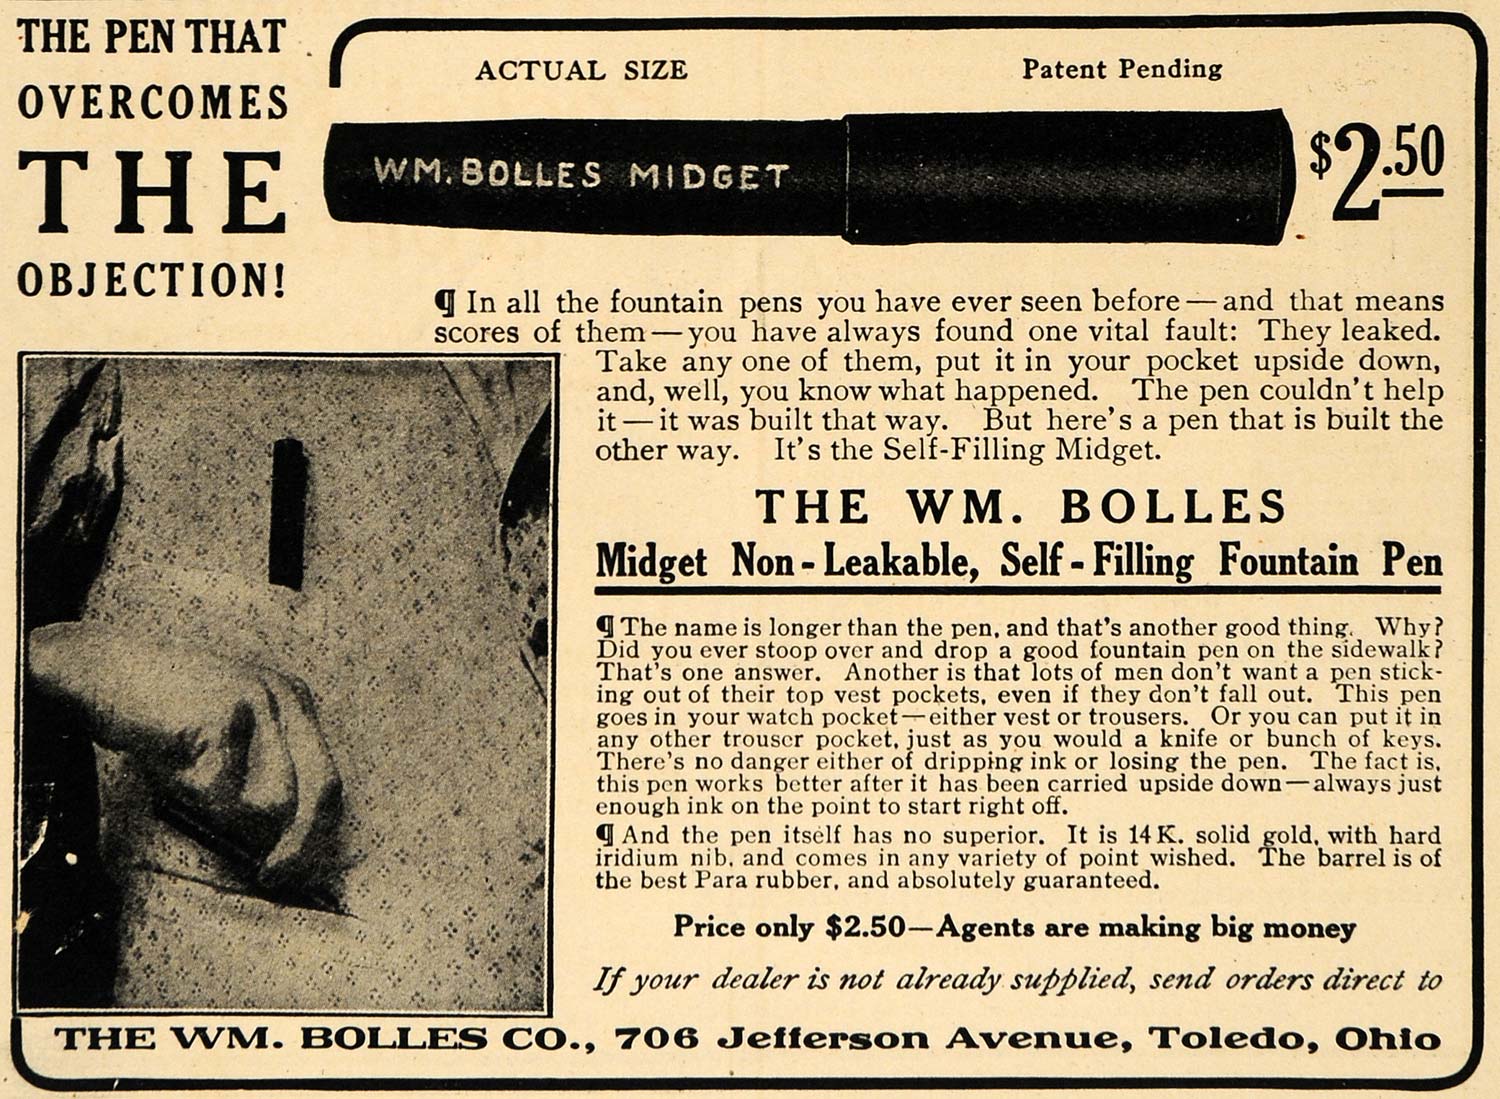 THE PEN THAT
OVERCOMES
THE
OBJECTION!
ACTUAL SIZE
Patent Pending
WM. BOLLES MIDGET
$2.50
¶ In all the fountain pens you have ever seen before—and that means
scores of them—you have always found one vital fault: They leaked.
Take any one of them, put it in your pocket upside down,
and, well, you know what happened. The pen couldn't help
it—it was built that way. But here's a pen that is built the
other way. It's the Self-Filling Midget.
THE WM. BOLLES
Midget Non-Leakable, Self-Filling Fountain Pen
¶ The name is longer than the pen, and that's another good thing. Why?
Did you ever stoop over and drop a good fountain pen on the sidewalk?
That's one answer. Another is that lots of men don't want a pen stick-
ing out of their top vest pockets, even if they don't fall out. This pen
goes in your watch pocket—either vest or trousers. Or you can put it in
any other trouser pocket, just as you would a knife or bunch of keys.
There's no danger either of dripping ink or losing the pen. The fact is,
this pen works better after it has been carried upside down—always just
enough ink on the point to start right off.
¶ And the pen itself has no superior. It is 14K. solid gold, with hard
iridium nib, and comes in any variety of point wished. The barrel is of
the best Para rubber, and absolutely guaranteed.
Price only $2.50—Agents are making big money
If your dealer is not already supplied, send orders direct to
THE WM. BOLLES CO., 706 Jefferson Avenue, Toledo, Ohio